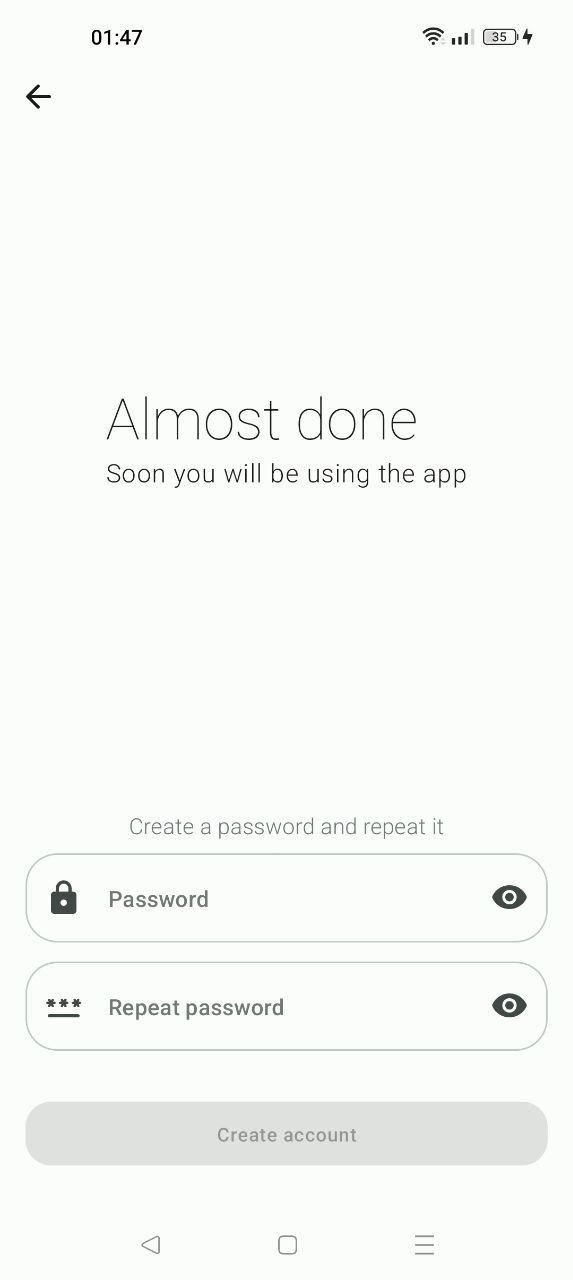 01:47
35
Almost done
Soon you will be using the app
Create a password and repeat it
Password
*** Repeat password
Create account